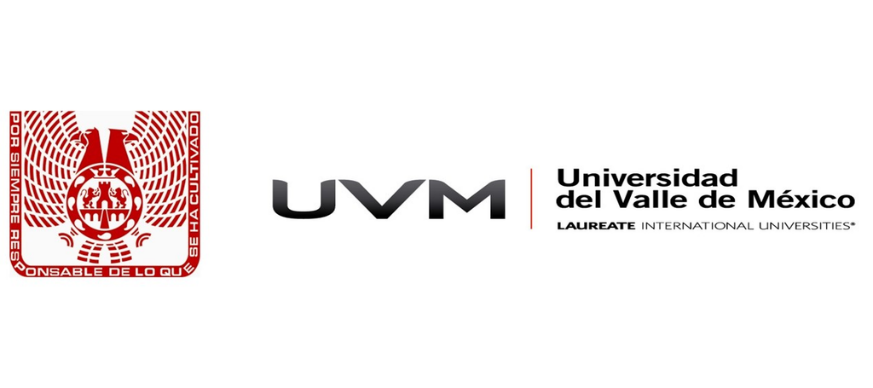 POR SIEMPRE RESPONSABLE DE LO QUE SE HA CULTIVADO
UVM
Universidad
del Valle de México
LAUREATE INTERNATIONAL UNIVERSITIES®